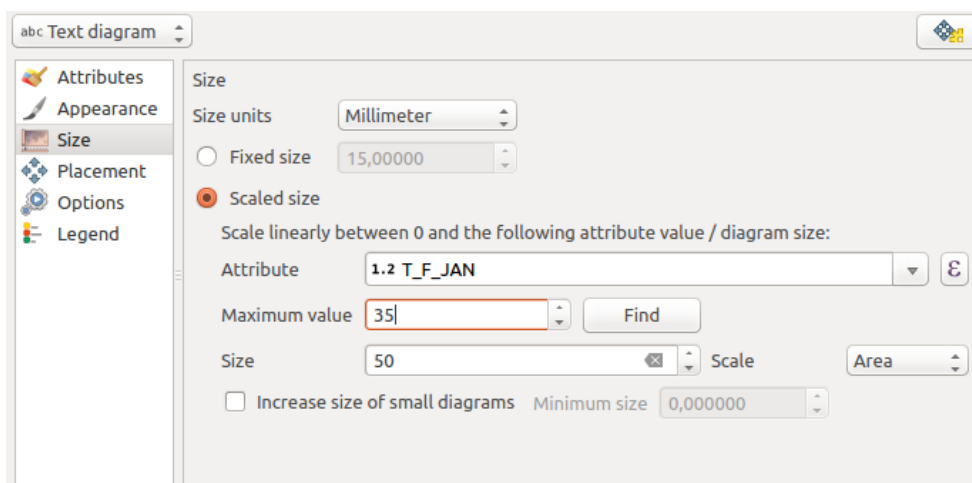 abc Text diagram
Attributes
Appearance
Size
Placement
Options
Legend
Size
Size units Millimeter
Fixed size 15,00000
Scaled size
Scale linearly between 0 and the following attribute value / diagram size:
Attribute 1.2 T_F_JAN ε
Maximum value 35 Find
Size 50 Scale Area
Increase size of small diagrams Minimum size 0,000000